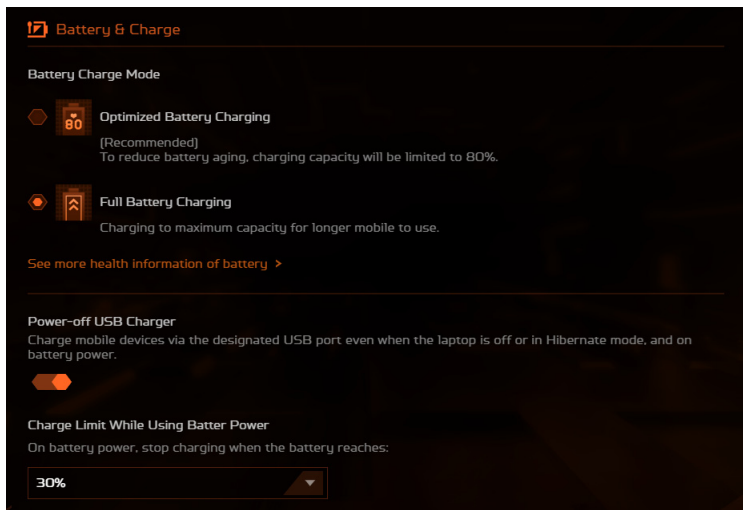 Battery & Charge
Battery Charge Mode
80
Optimized Battery Charging
(Recommended)
To reduce battery aging, charging capacity will be limited to 80%.
Full Battery Charging
Charging to maximum capacity for longer mobile to use.
See more health information of battery >
Power-off USB Charger
Charge mobile devices via the designated USB port even when the laptop is off or in Hibernate mode, and on
battery power.
Charge Limit While Using Batter Power
On battery power, stop charging when the battery reaches:
30%